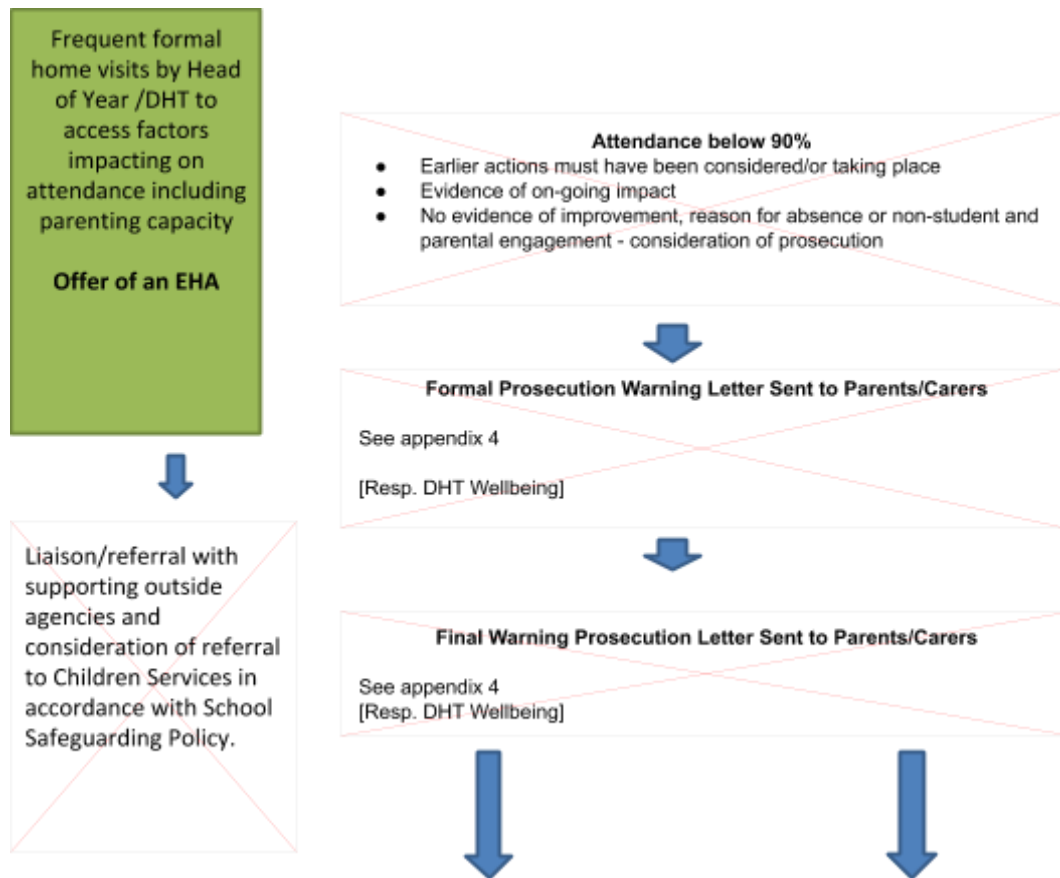 Frequent formal
home visits by Head
of Year /DHT to
access factors
impacting on
attendance including
parenting capacity
Offer of an EHA
Liaison/referral with
supporting outside
agencies and
consideration of referral
to Children Services in
accordance with School
Safeguarding Policy.
Attendance below 90%
● Earlier actions must have been considered/or taking place
● Evidence of on-going impact
● No evidence of improvement, reason for absence or non-student and
parental engagement - consideration of prosecution
Formal Prosecution Warning Letter Sent to Parents/Carers
See appendix 4
[Resp. DHT Wellbeing]
Final Warning Prosecution Letter Sent to Parents/Carers
See appendix 4
[Resp. DHT Wellbeing]